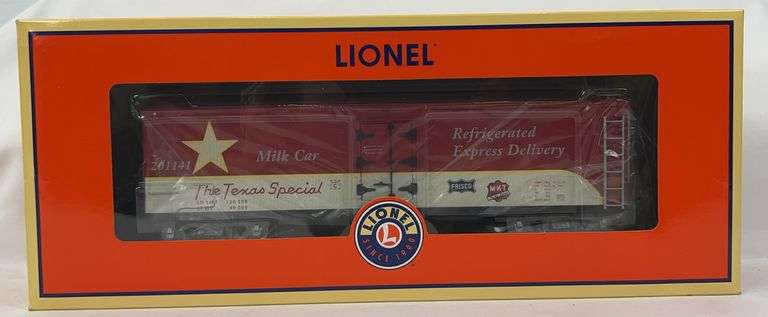 LIONEL
Refrigerated
Express Delivery
201141
Milk Car
The Texas Special
FRISCO
MKT
LIONEL
L
SINCE 1900